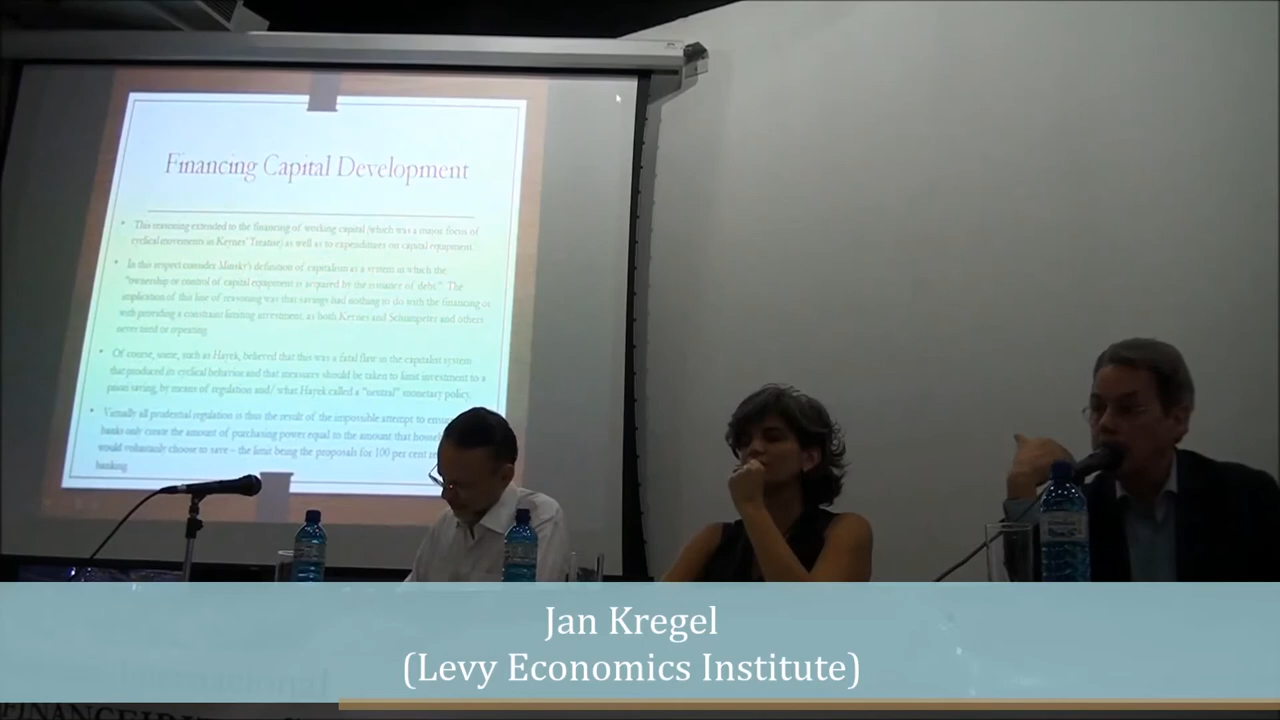 Financing Capital Development
• This reasoning extended to the financing of working capital (which was a major focus of
cyclical movements in Keynes' Treatise) as well as to expenditures on capital equipment.
• In this respect consider Minsky's definition of capitalism as a system in which the
"ownership or control of capital equipment is acquired by the issuance of debt." The
implication of this line of reasoning was that savings had nothing to do with the financing or
with providing a constraint limiting investment, as both Keynes and Schumpeter and others
never tired or repeating.
• Of course, some, such as Hayek, believed that this was a fatal flaw in the capitalist system
that produced its cyclical behavior and that measures should be taken to limit investment to a
priori saving, by means of regulation and/ what Hayek called a "neutral" monetary policy.
• Virtually all prudential regulation is thus the result of the impossible attempt to ensure
banks only create the amount of purchasing power equal to the amount that
would voluntarily choose to save – the limit being the proposals for 100 per cent
banking.
Jan Kregel
(Levy Economics Institute)